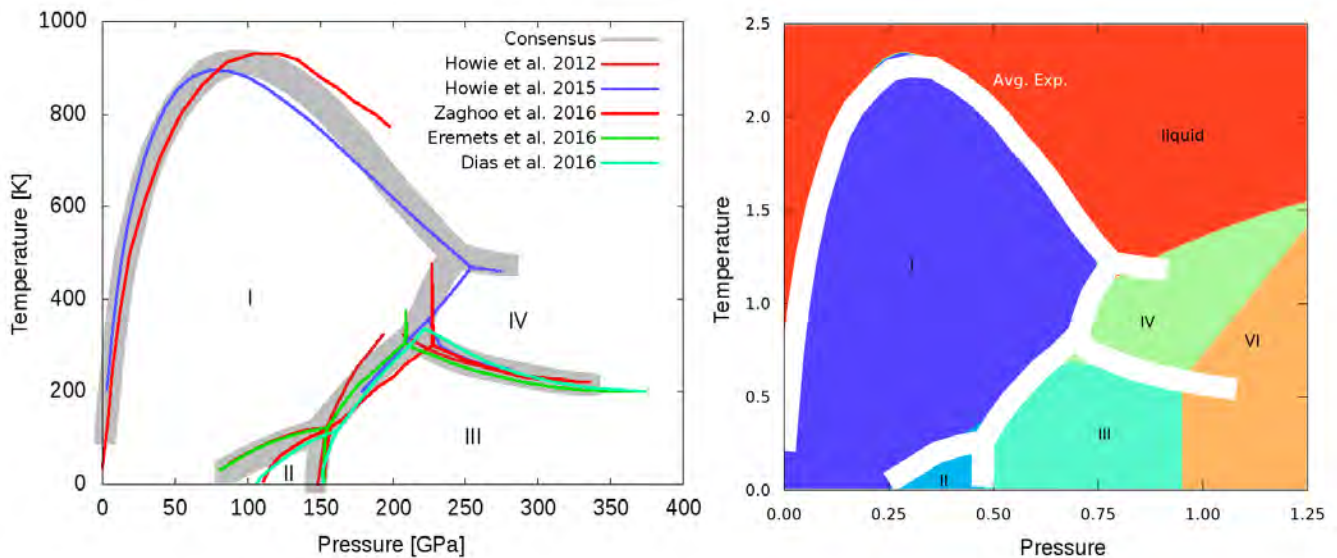 1000
800
600
400
200
0
Temperature [K]
Consensus
Howie et al. 2012
Howie et al. 2015
Zaghoo et al. 2016
Eremets et al. 2016
Dias et al. 2016
I
II
III
IV
0 50 100 150 200 250 300 350 400
Pressure [GPa]
2.5
2.0
1.5
1.0
0.5
0.0
Temperature
Avg. Exp.
liquid
I
IV
VI
III
II
0.00 0.25 0.50 0.75 1.00 1.25
Pressure